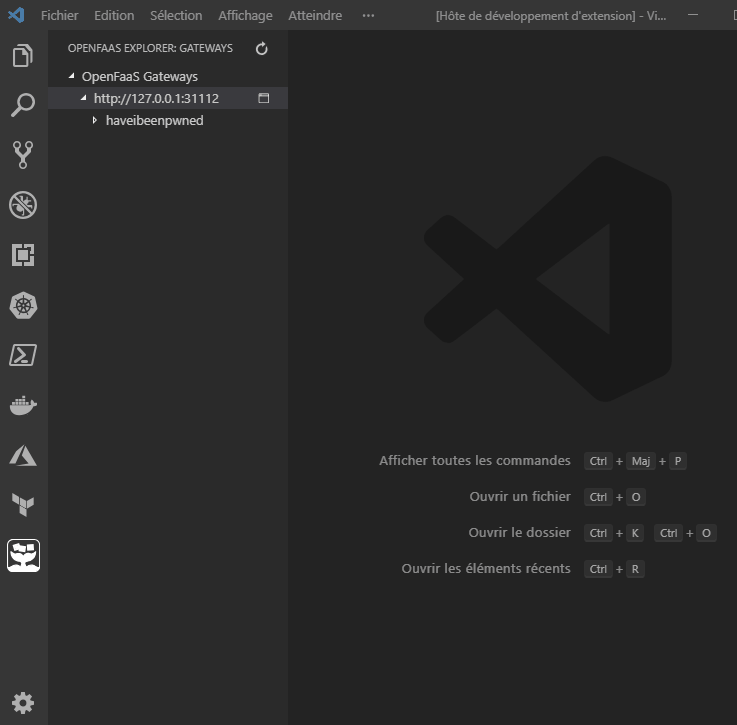 Fichier Edition Sélection Affichage Atteindre ··· [Hôte de développement d'extension] - Vi...
OPENFAAS EXPLORER: GATEWAYS
OpenFaaS Gateways
http://127.0.0.1:31112
haveibeenpwned
Afficher toutes les commandes Ctrl + Maj + P
Ouvrir un fichier Ctrl + O
Ouvrir le dossier Ctrl + K Ctrl + O
Ouvrir les éléments récents Ctrl + R